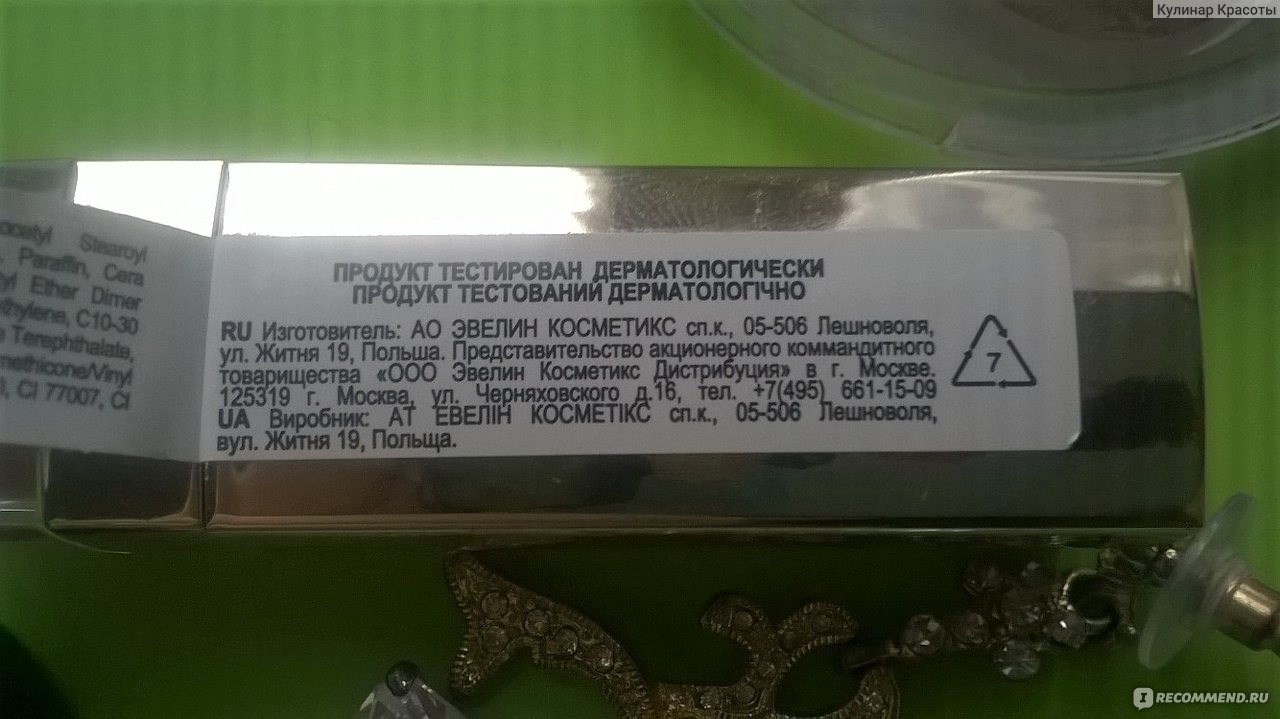 Кулинар Красоты
Stearoyl
Paraffin, Cera
Ether Dimer
C10-30
Terephthalate,
CI 77007, CI
ПРОДУКТ ТЕСТИРОВАН ДЕРМАТОЛОГИЧЕСКИ
ПРОДУКТ ТЕСТОВАНИЙ ДЕРМАТОЛОГІЧНО
RU Изготовитель: АО ЭВЕЛИН КОСМЕТИКС сп.к., 05-506 Лешноволя,
ул. Житня 19, Польша. Представительство акционерного коммандитного
товарищества «ООО Эвелин Косметикс Дистрибуция» в г. Москве.
125319 г. Москва, ул. Черняховского д.16, тел. +7(495) 661-15-09
UA Виробник: АТ ЕВЕЛІН КОСМЕТІКС сп.к., 05-506 Лешноволя,
вул. Житня 19, Польща.
7
IRECOMMEND.RU